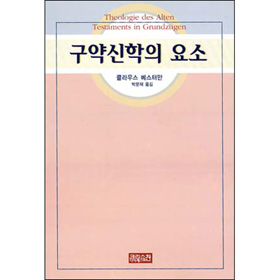 Theologie des Alten
Testaments in Grundzügen
구약신학의 요소
클라우스 베스터만
박문재 옮김